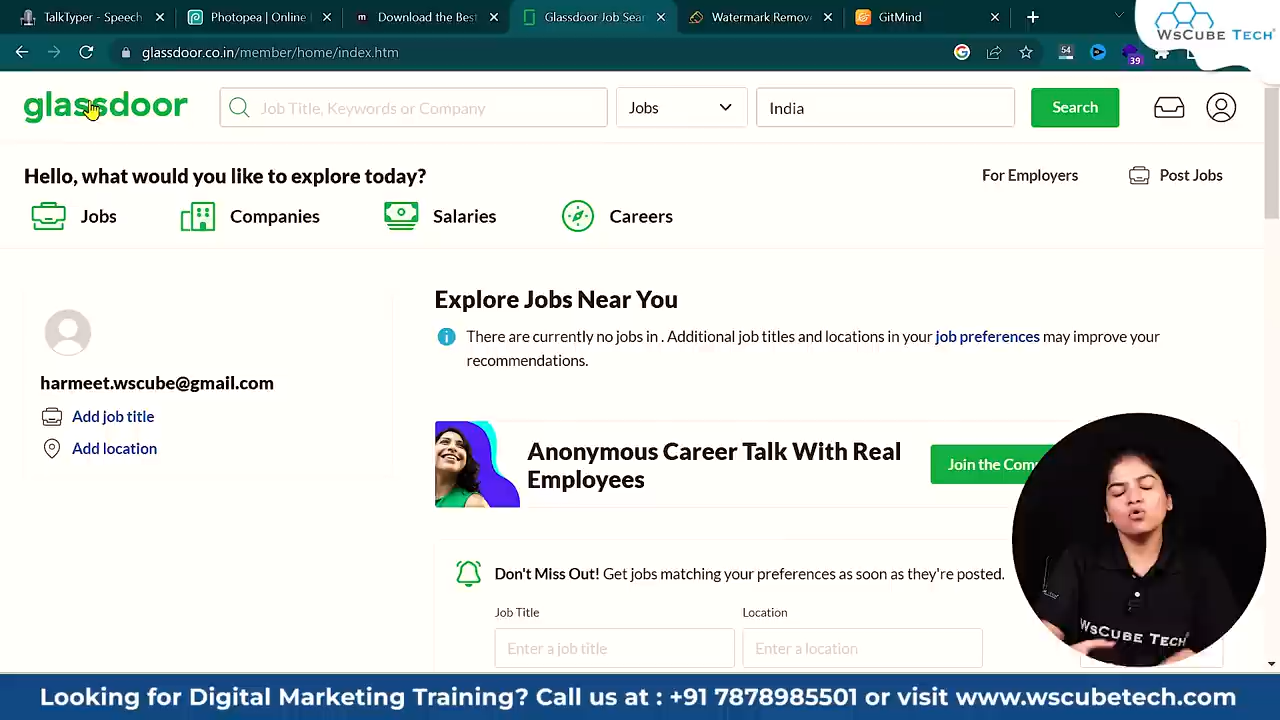 TalkTyper - Speech
Photopea | Online
Download the Best
Glassdoor Job Sear
Watermark Remov
GitMind
WSCUBE TECH
glassdoor.co.in/member/home/index.htm
54
39
glassdoor
Job Title, Keywords or Company
Jobs
India
Search
Hello, what would you like to explore today?
For Employers
Post Jobs
Jobs
Companies
Salaries
Careers
Explore Jobs Near You
There are currently no jobs in . Additional job titles and locations in your job preferences may improve your
recommendations.
harmeet.wscube@gmail.com
Add job title
Add location
Anonymous Career Talk With Real
Employees
Join the Com
Don't Miss Out! Get jobs matching your preferences as soon as they're posted.
Job Title
Location
Enter a job title
Enter a location
WSCUBE TECH
Looking for Digital Marketing Training? Call us at : +91 7878985501 or visit www.wscubetech.com